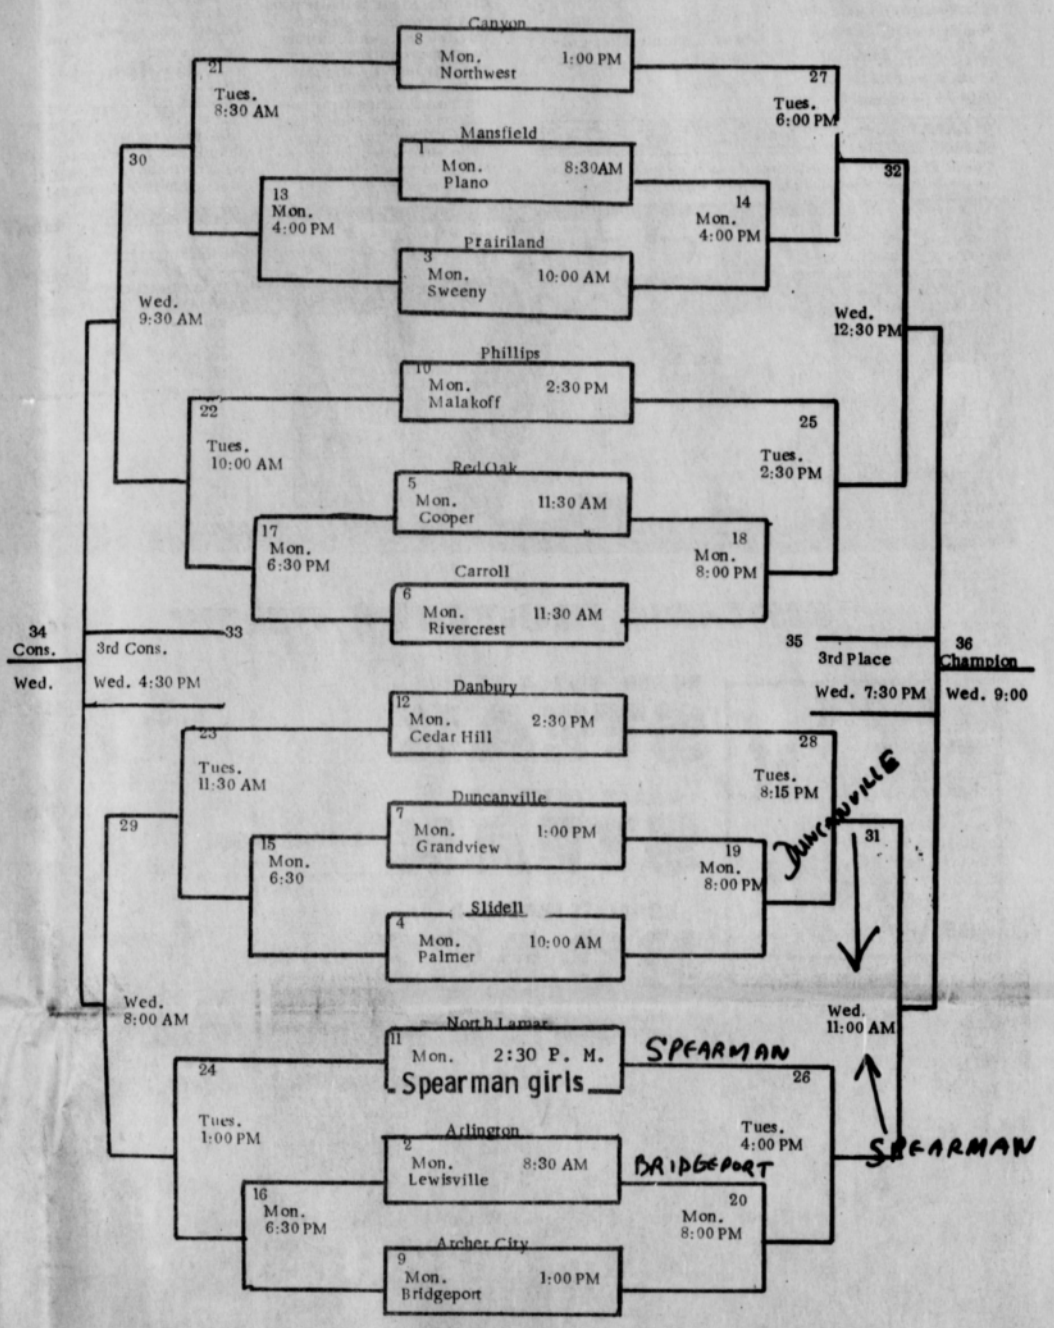 Canyon
8
Mon. 1:00 PM
Northwest
21
Tues.
8:30 AM
27
Tues.
6:00 PM
Mansfield
1
Mon. 8:30AM
Plano
30
32
13
Mon.
4:00 PM
14
Mon.
4:00 PM
Prairiland
3
Mon. 10:00 AM
Sweeny
Wed.
9:30 AM
Wed.
12:30 PM
Phillips
10
Mon. 2:30 PM
Malakoff
22
Tues.
10:00 AM
25
Tues.
2:30 PM
Red Oak
5
Mon. 11:30 AM
Cooper
17
Mon.
6:30 PM
18
Mon.
8:00 PM
Carroll
6
Mon. 11:30 AM
Rivercrest
34
Cons.
Wed.
33
3rd Cons.
Wed. 4:30 PM
35
3rd Place
Wed. 7:30 PM
36
Champion
Wed. 9:00
Danbury
12
Mon. 2:30 PM
Cedar Hill
23
Tues.
11:30 AM
28
Tues.
8:15 PM
DUNCANVILLE
Duncanville
7
Mon. 1:00 PM
Grandview
29
31
15
Mon.
6:30
19
Mon.
8:00 PM
Slidell
4
Mon. 10:00 AM
Palmer
Wed.
8:00 AM
Wed.
11:00 AM
North Lamar
11
Mon. 2:30 P. M.
Spearman girls
SPEARMAN
24
Tues.
1:00 PM
26
Tues.
4:00 PM
SPEARMAN
Arlington
2
Mon. 8:30 AM
Lewisville
BRIDGEPORT
16
Mon.
6:30 PM
20
Mon.
8:00 PM
Archer City
9
Mon. 1:00 PM
Bridgeport